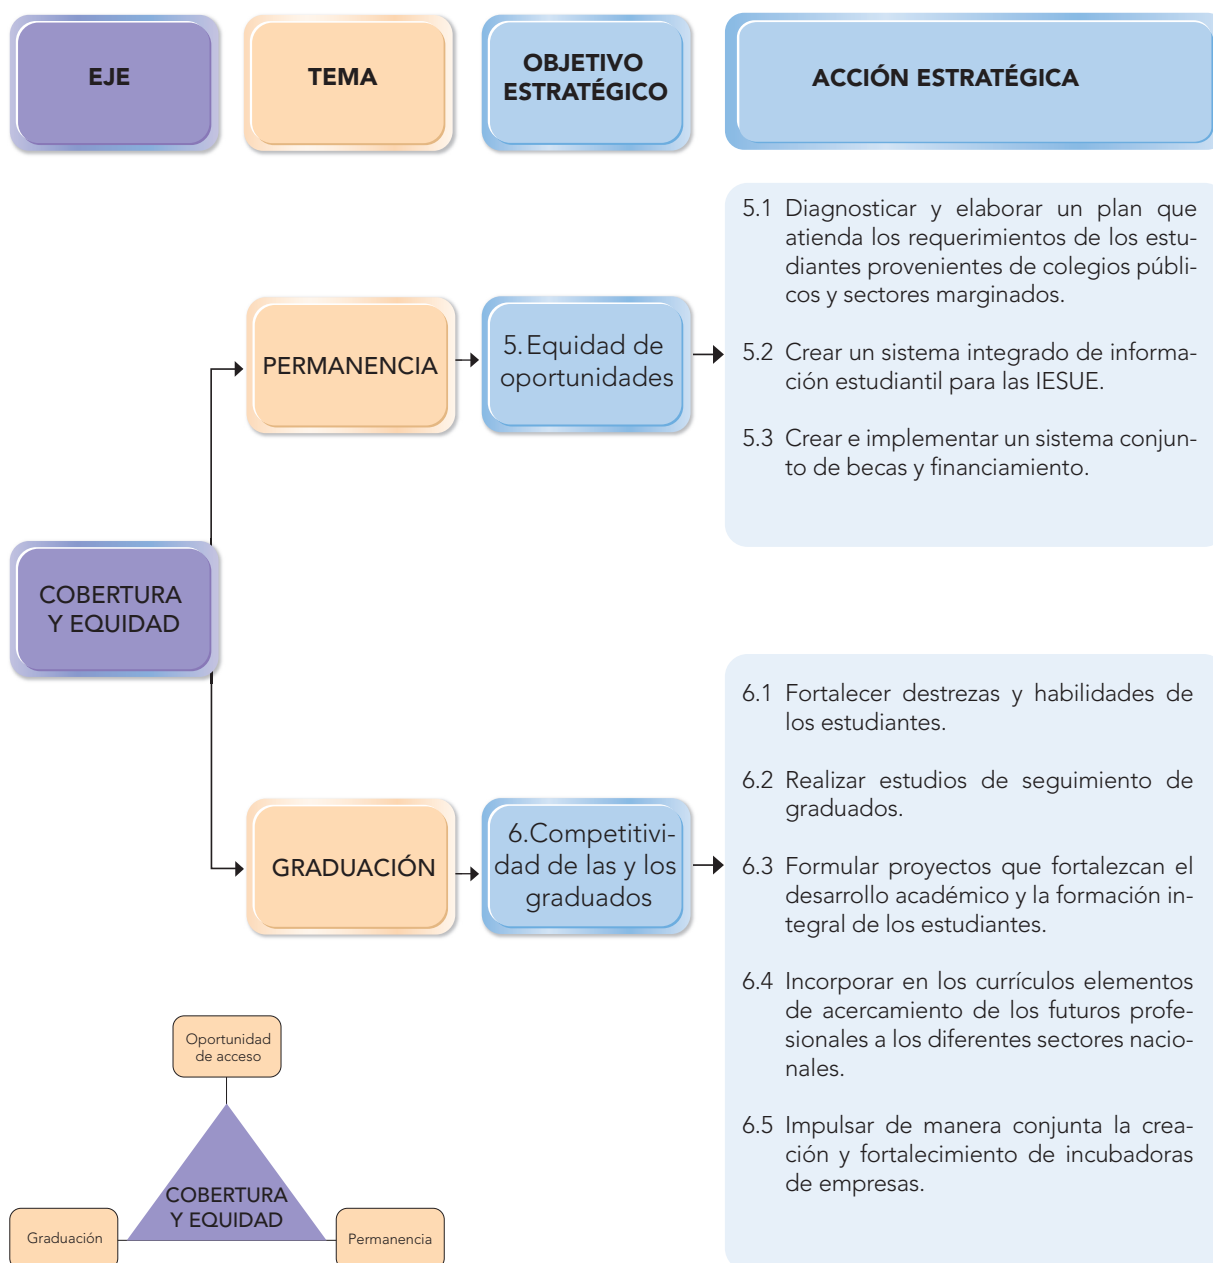 EJE
TEMA
OBJETIVO
ESTRATÉGICO
ACCIÓN ESTRATÉGICA
5.1 Diagnosticar y elaborar un plan que
atienda los requerimientos de los estu-
diantes provenientes de colegios públi-
cos y sectores marginados.
5.2 Crear un sistema integrado de informa-
ción estudiantil para las IESUE.
5.3 Crear e implementar un sistema conjun-
to de becas y financiamiento.
PERMANENCIA
5. Equidad de
oportunidades
COBERTURA
Y EQUIDAD
6.1 Fortalecer destrezas y habilidades de
los estudiantes.
6.2 Realizar estudios de seguimiento de
graduados.
6.3 Formular proyectos que fortalezcan el
desarrollo académico y la formación in-
tegral de los estudiantes.
6.4 Incorporar en los currículos elementos
de acercamiento de los futuros profe-
sionales a los diferentes sectores nacio-
nales.
6.5 Impulsar de manera conjunta la crea-
ción y fortalecimiento de incubadoras
de empresas.
GRADUACIÓN
6.Competitivi-
dad de las y los
graduados
Oportunidad
de acceso
COBERTURA
Y EQUIDAD
Graduación
Permanencia